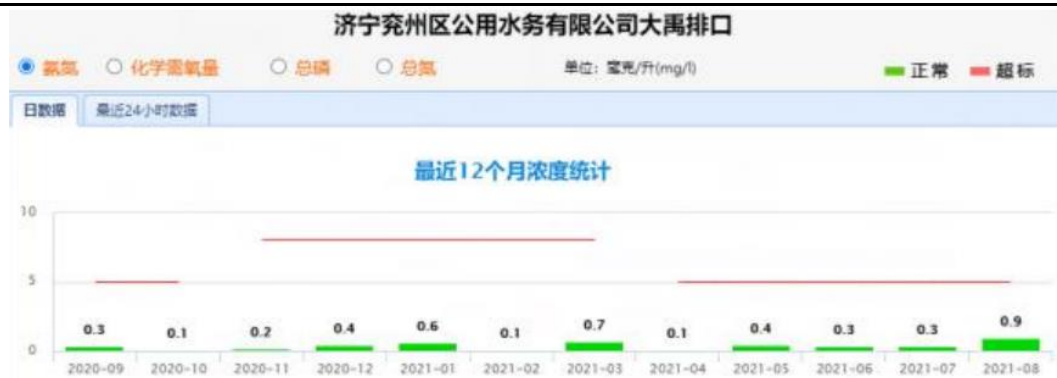 济宁兖州区公用水务有限公司大禹排口
氨氮 化学需氧量 总磷 总氮 单位：毫克/升(mg/l) 正常 超标
日数据 最近24小时数据
最近12个月浓度统计
10
5
0
0.3 0.1 0.2 0.4 0.6 0.1 0.7 0.1 0.4 0.3 0.3 0.9
2020-09 2020-10 2020-11 2020-12 2021-01 2021-02 2021-03 2021-04 2021-05 2021-06 2021-07 2021-08